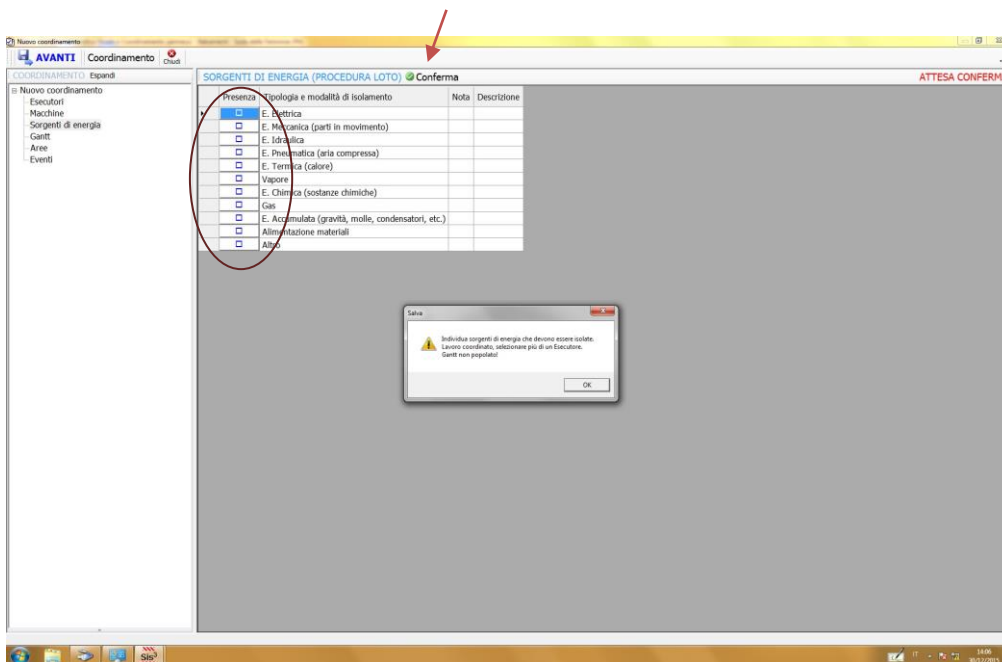 Nuovo coordinamento
AVANTI Coordinamento Chiudi
COORDINAMENTO Espandi
SORGENTI DI ENERGIA (PROCEDURA LOTO) Conferma
ATTESA CONFERM
Nuovo coordinamento
Esecutori
Macchine
Sorgenti di energia
Gantt
Aree
Eventi
Presenza Tipologia e modalità di isolamento Nota Descrizione
E. Elettrica
E. Meccanica (parti in movimento)
E. Idraulica
E. Pneumatica (aria compressa)
E. Termica (calore)
Vapore
E. Chimica (sostanze chimiche)
Gas
E. Accumulata (gravità, molle, condensatori, etc.)
Alimentazione materiali
Altro
Salva
Individua sorgenti di energia che devono essere isolate.
Lavoro coordinato, selezionare più di un Esecutore.
Gantt non popolato!
OK
Sis3
IT
14:06
30/12/2015